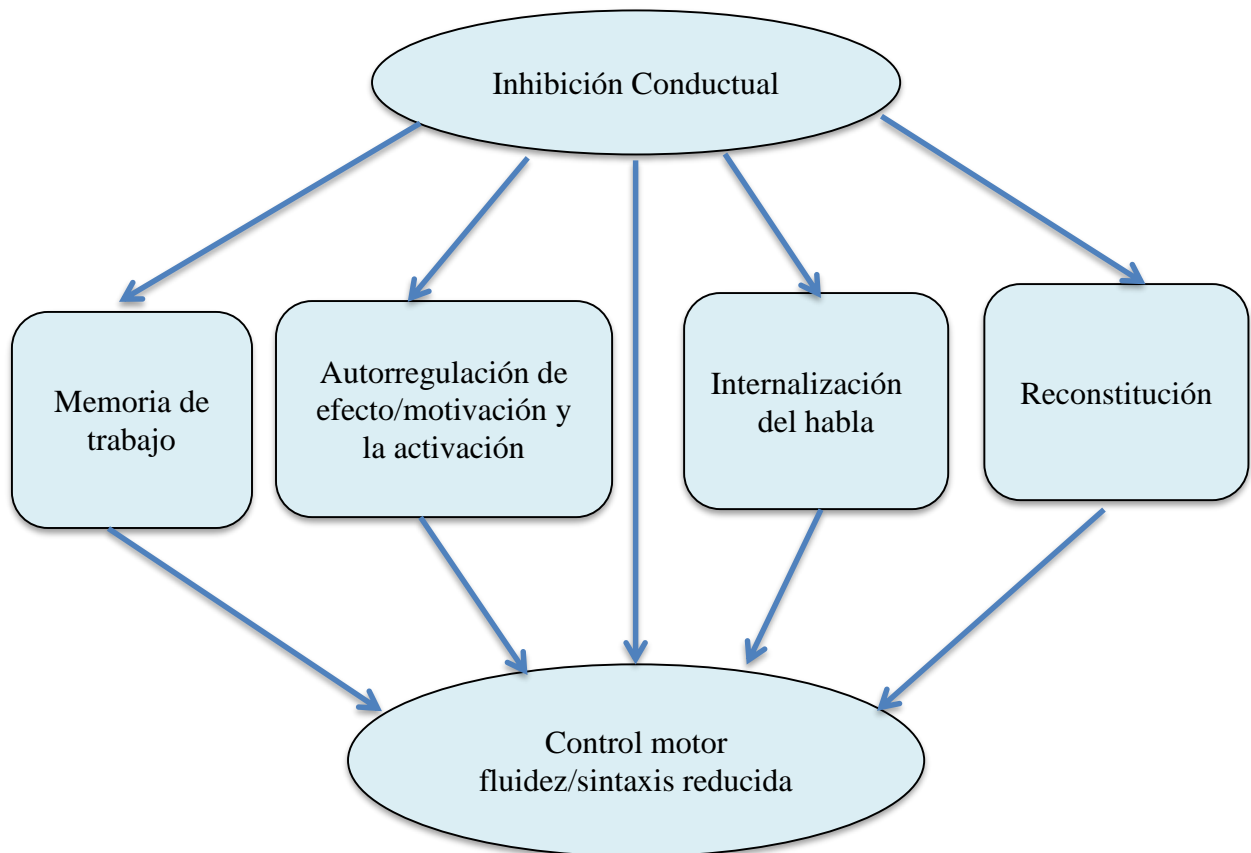 Inhibición Conductual
Memoria de
trabajo
Autorregulación de
efecto/motivación y
la activación
Internalización
del habla
Reconstitución
Control motor
fluidez/sintaxis reducida